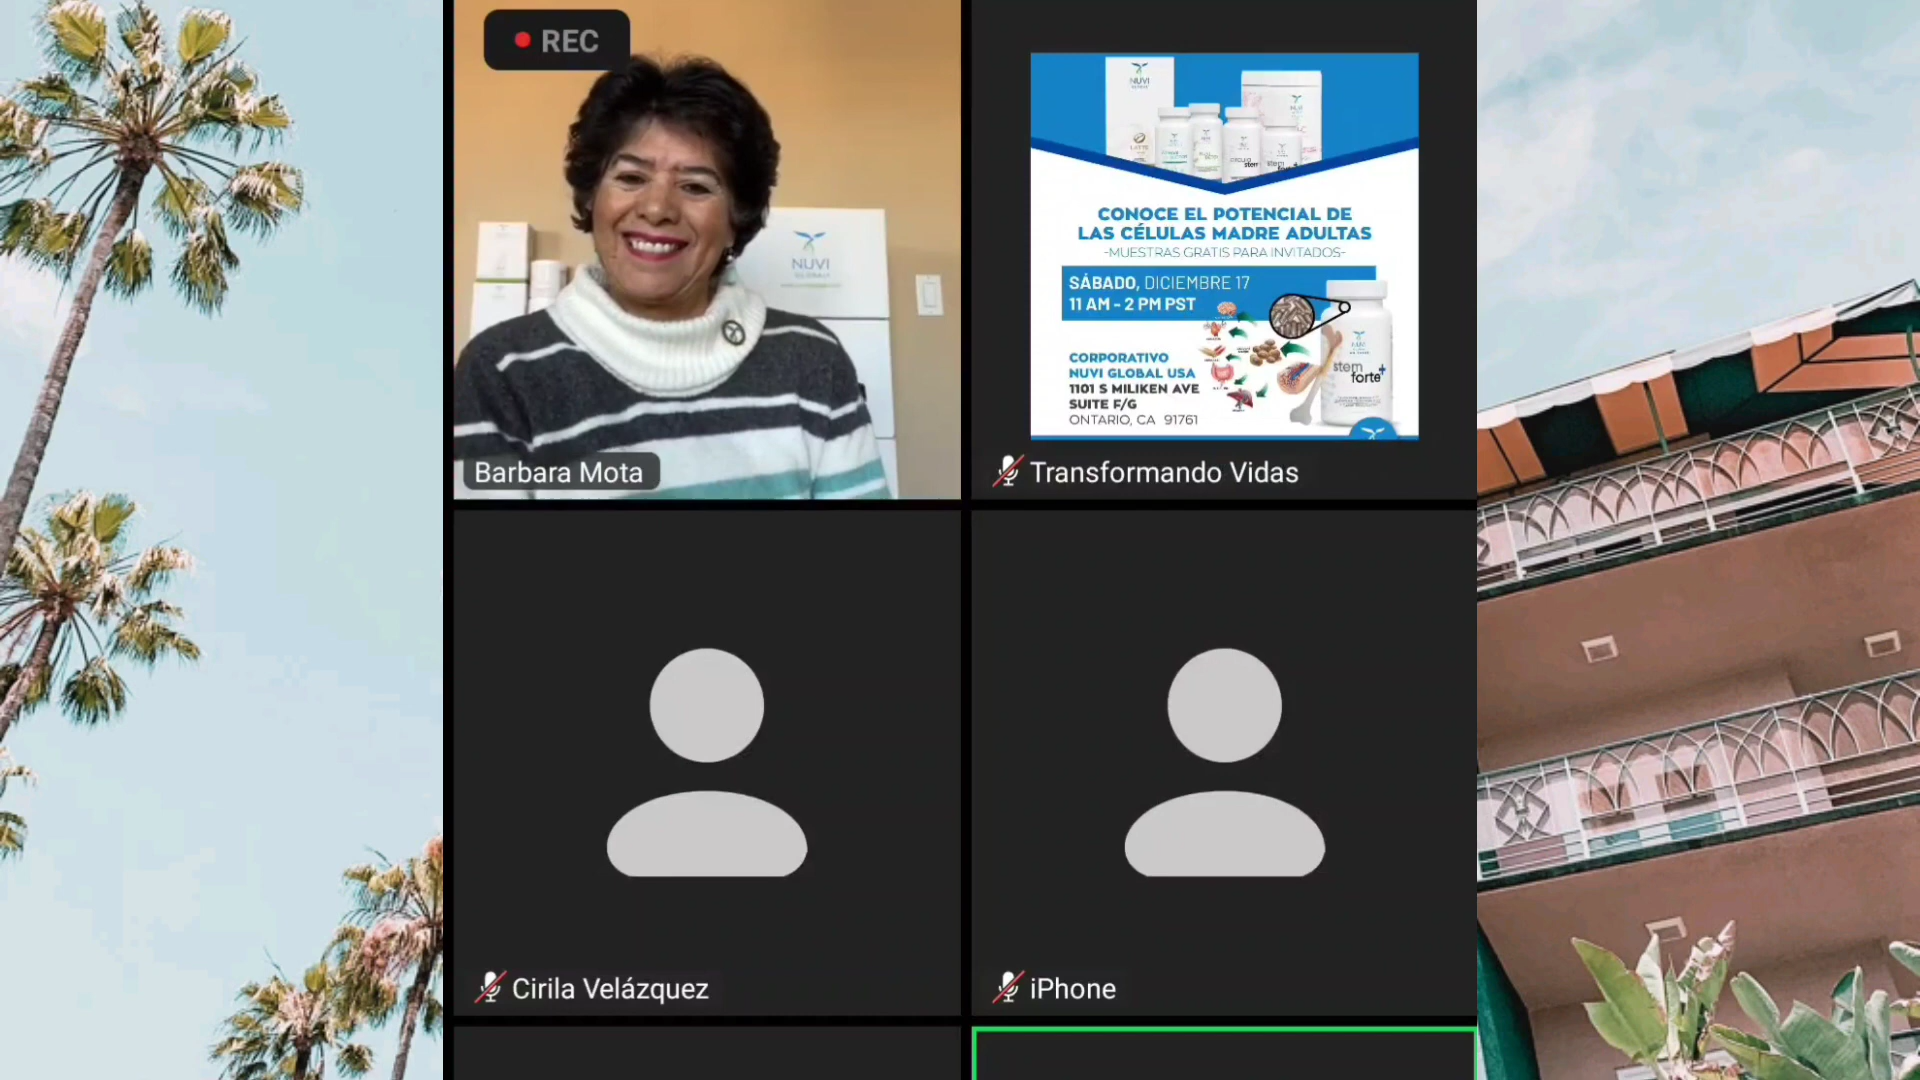 REC
NUVI
GLOBAL
Barbara Mota
NUVI
CONOCE EL POTENCIAL DE
LAS CÉLULAS MADRE ADULTAS
-MUESTRAS GRATIS PARA INVITADOS-
SÁBADO, DICIEMBRE 17
11 AM - 2 PM PST
CORPORATIVO
NUVI GLOBAL USA
1101 S MILIKEN AVE
SUITE F/G
ONTARIO, CA 91761
stem
forte+
Transformando Vidas
Cirila Velázquez
iPhone